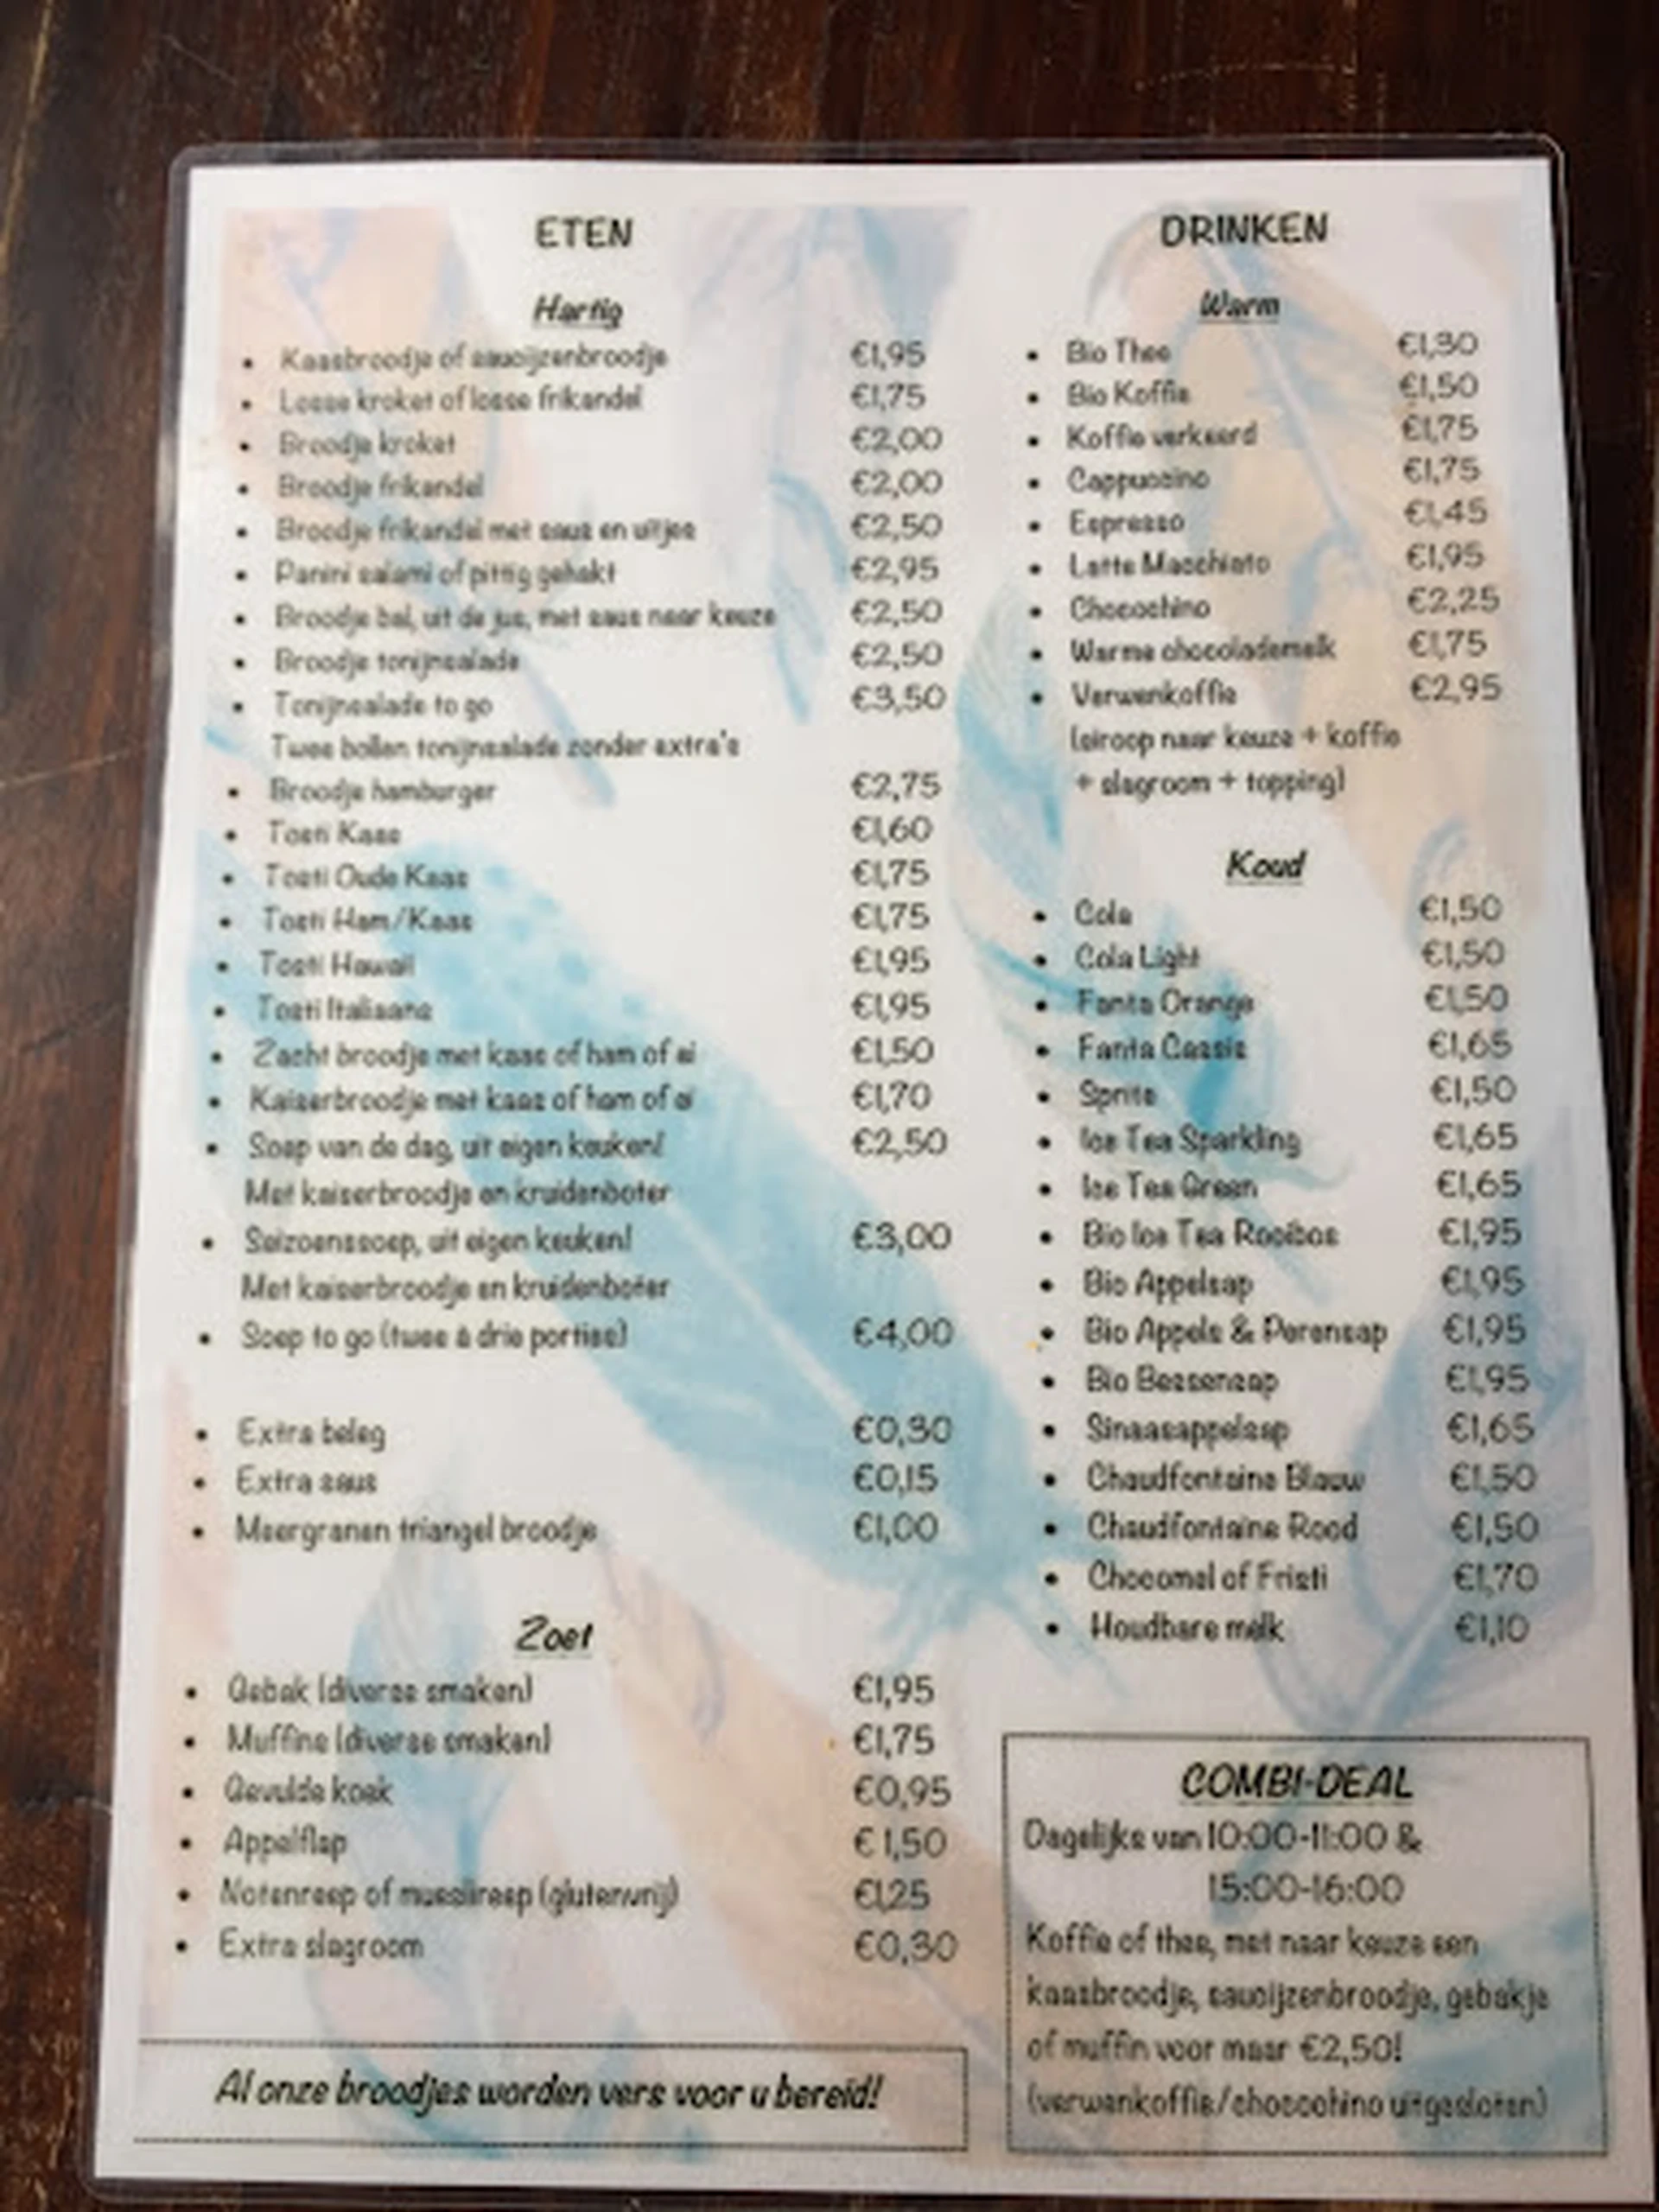 ETEN
Hartig
• Kaasbroodje of saucijzenbroodje €1,95
• Losse kroket of losse frikandel €1,75
• Broodje kroket €2,00
• Broodje frikandel €2,00
• Broodje frikandel met saus en uitjes €2,50
• Panini salami of pittig gehakt €2,95
• Broodje bal, uit de jus, met saus naar keuze €2,50
• Broodje tonijnsalade €2,50
• Tonijnsalade to go €3,50
Twee bollen tonijnsalade zonder extra's
• Broodje hamburger €2,75
• Tosti Kaas €1,60
• Tosti Oude Kaas €1,75
• Tosti Ham/Kaas €1,75
• Tosti Hawaii €1,95
• Tosti Italiaans €1,95
• Zacht broodje met kaas of ham of ei €1,50
• Kaiserbroodje met kaas of ham of ei €1,70
• Soep van de dag, uit eigen keuken! €2,50
Met kaiserbroodje en kruidenboter
• Seizoenssoep, uit eigen keuken! €3,00
Met kaiserbroodje en kruidenboter
• Soep to go (twee à drie porties) €4,00
• Extra beleg €0,30
• Extra saus €0,15
• Meergranen triangel broodje €1,00
Zoet
• Gebak (diverse smaken) €1,95
• Muffins (diverse smaken) €1,75
• Gevulde koek €0,95
• Appelflap € 1,50
• Notenreep of mueslireep (glutenvrij) €1,25
• Extra slagroom €0,30
Al onze broodjes worden vers voor u bereid!
DRINKEN
Warm
• Bio Thee €1,30
• Bio Koffie €1,50
• Koffie verkeerd €1,75
• Cappuccino €1,75
• Espresso €1,45
• Latte Macchiato €1,95
• Chocochino €2,25
• Warme chocolademelk €1,75
• Verwenkoffie €2,95
(siroop naar keuze + koffie
+ slagroom + topping)
Koud
• Cola €1,50
• Cola Light €1,50
• Fanta Orange €1,50
• Fanta Cassis €1,65
• Sprite €1,50
• Ice Tea Sparkling €1,65
• Ice Tea Green €1,65
• Bio Ice Tea Rooibos €1,95
• Bio Appelsap €1,95
• Bio Appels & Perensap €1,95
• Bio Bessensap €1,95
• Sinaasappelsap €1,65
• Chaudfontaine Blauw €1,50
• Chaudfontaine Rood €1,50
• Chocomel of Fristi €1,70
• Houdbare melk €1,10
COMBI-DEAL
Dagelijks van 10:00-11:00 &
15:00-16:00
Koffie of thee, met naar keuze een
kaasbroodje, saucijzenbroodje, gebakje
of muffin voor maar €2,50!
(verwenkoffie/chocochino uitgesloten)